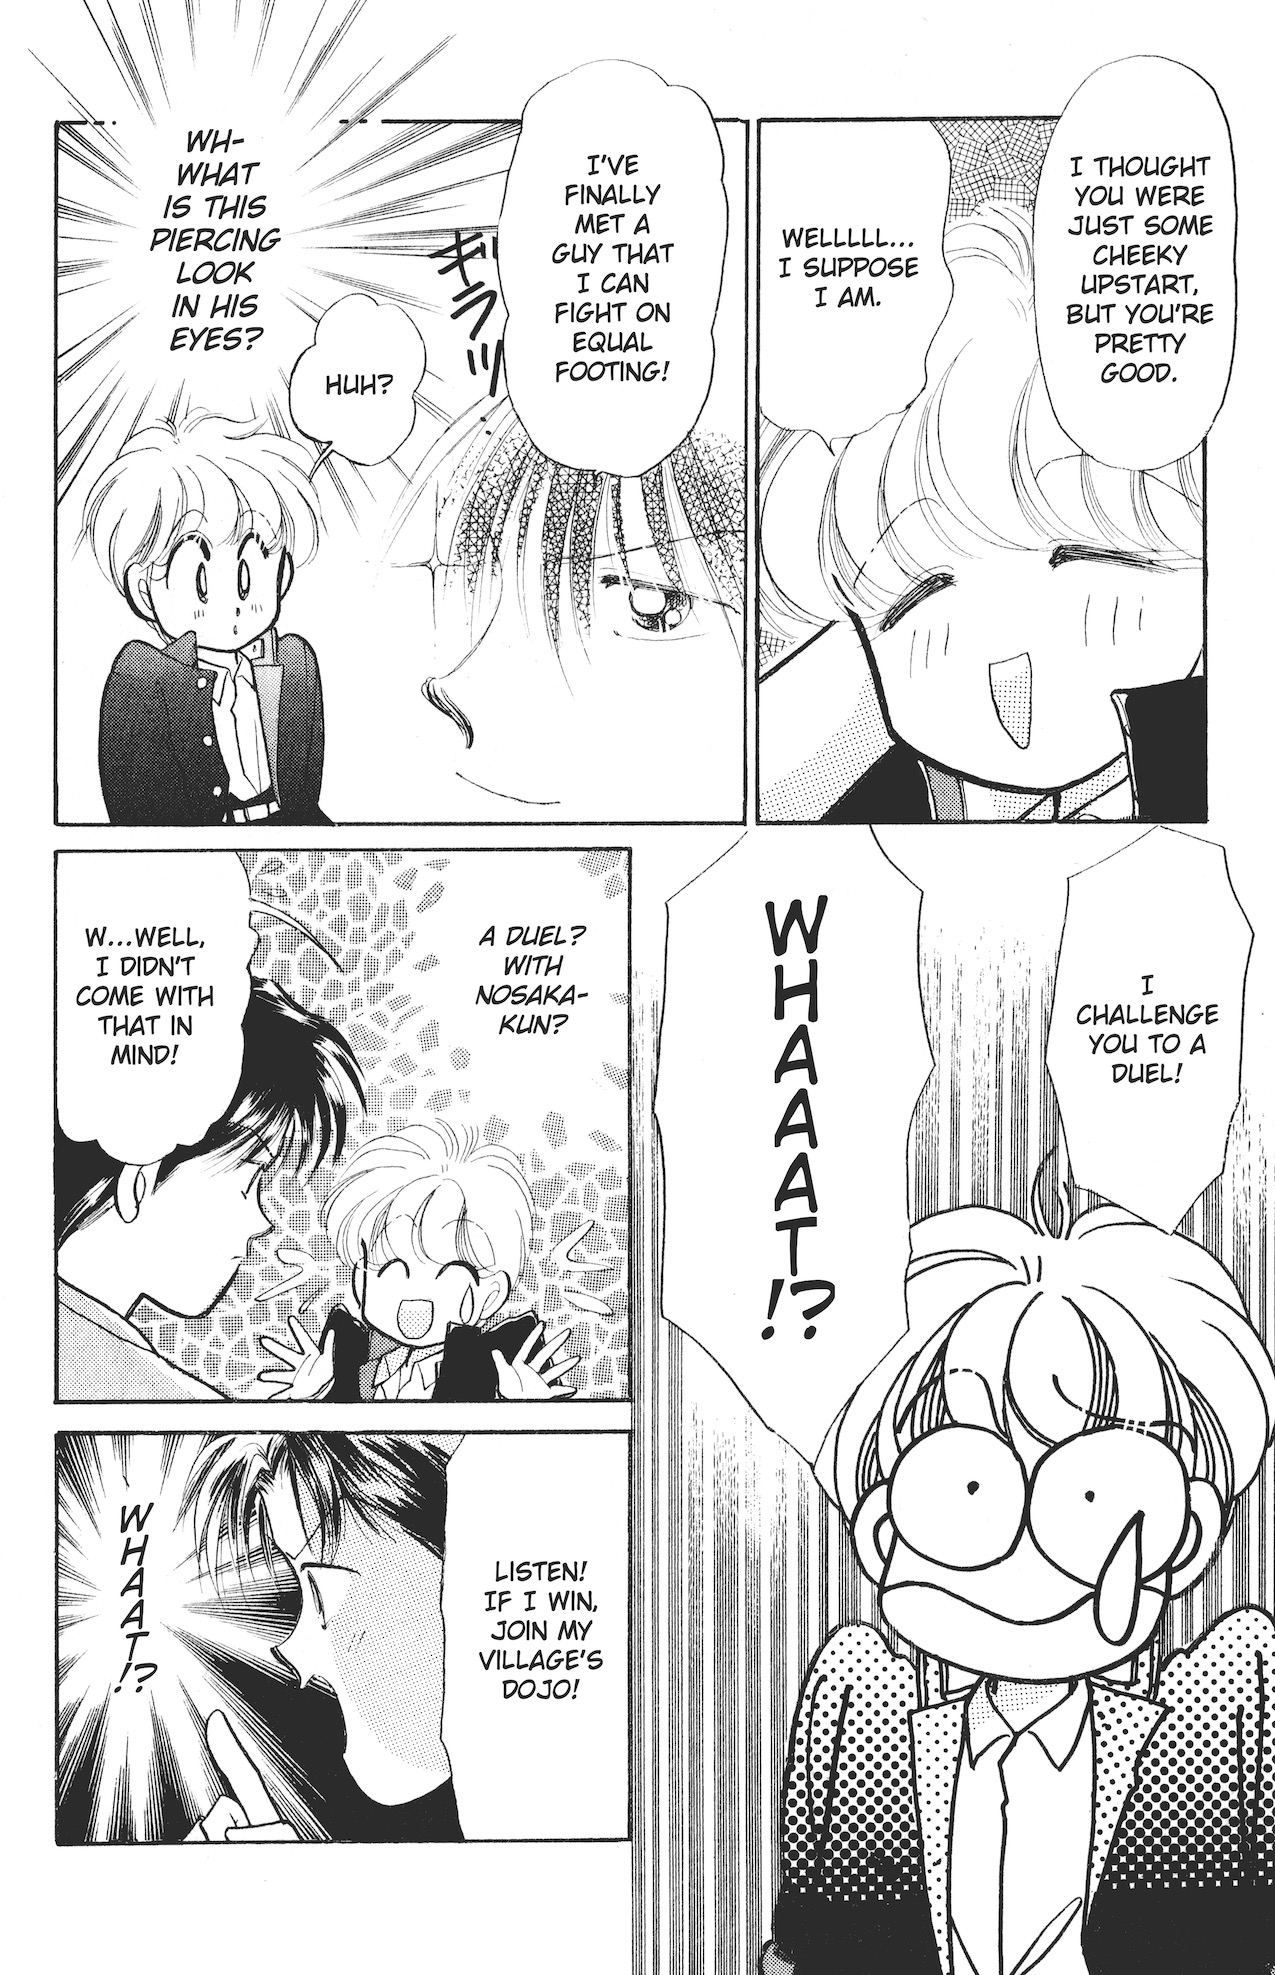 I THOUGHT
YOU WERE
JUST SOME
CHEEKY
UPSTART,
BUT YOU'RE
PRETTY
GOOD.
WELLLLL...
I SUPPOSE
I AM.
I'VE
FINALLY
MET A
GUY THAT
I CAN
FIGHT ON
EQUAL
FOOTING!
ギラッ
HUH?
WH-
WHAT
IS THIS
PIERCING
LOOK
IN HIS
EYES?
I
CHALLENGE
YOU TO A
DUEL!
WHAAAT!?
A DUEL?
WITH
NOSAKA-
KUN?
W...WELL,
I DIDN'T
COME WITH
THAT IN
MIND!
LISTEN!
IF I WIN,
JOIN MY
VILLAGE'S
DOJO!
WHAAT!?